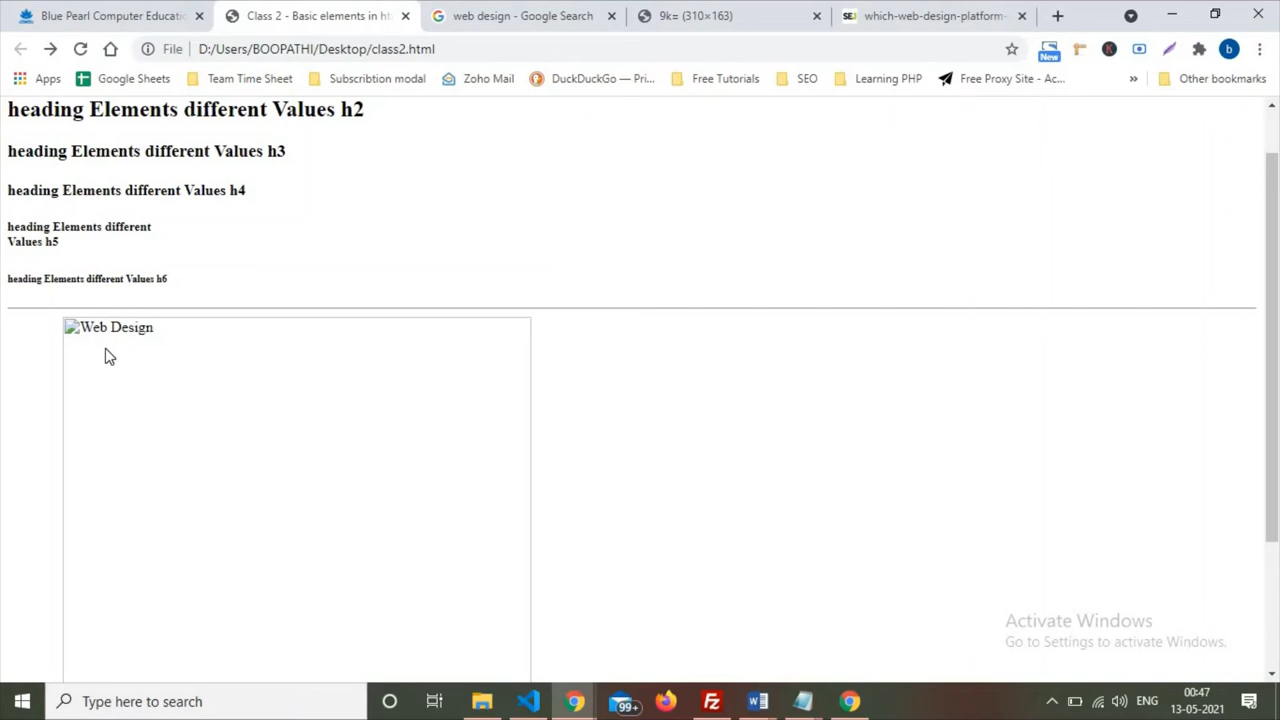 Blue Pearl Computer Educatio
Class 2 - Basic elements in ht
web design - Google Search
9k= (310×163)
SEJ
which-web-design-platform-
File
D:/Users/BOOPATHI/Desktop/class2.html
K
New
b
Apps
Google Sheets
Team Time Sheet
Subscribtion modal
Zoho Mail
DuckDuckGo — Pri...
Free Tutorials
SEO
Learning PHP
Free Proxy Site - Ac...
»
Other bookmarks
heading Elements different Values h2
heading Elements different Values h3
heading Elements different Values h4
heading Elements different
Values h5
heading Elements different Values h6
Web Design
Activate Windows
Go to Settings to activate Windows.
Type here to search
99+
ENG
00:47
13-05-2021